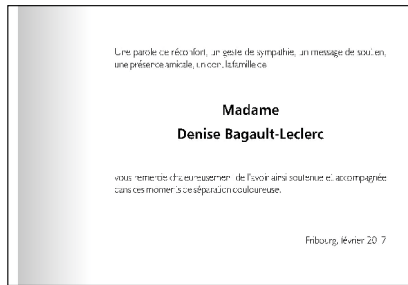 Une parole de réconfort, un geste de sympathie, un message de soutien,
une présence amicale, un don, la famille de
Madame
Denise Bagault-Leclerc
vous remercie chaleureusement de l'avoir ainsi soutenue et accompagnée
dans ces moments de séparation douloureuse.
Fribourg, février 2017